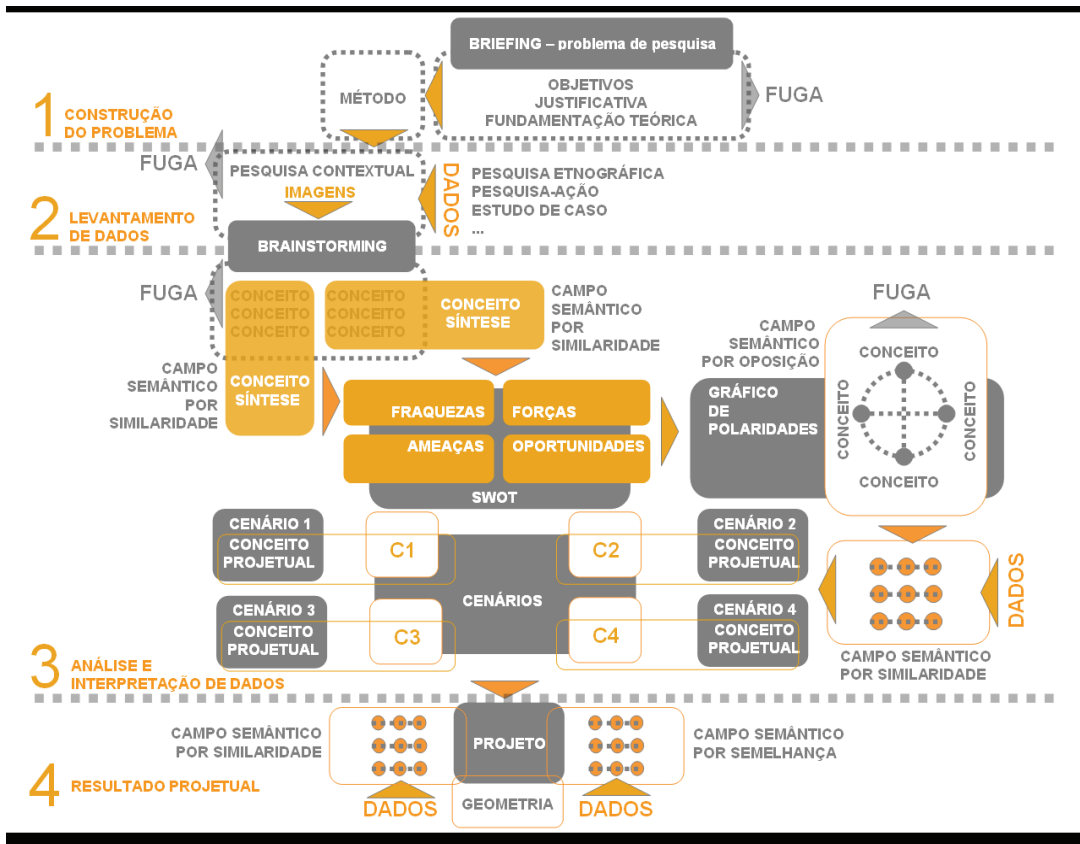 BRIEFING – problema de pesquisa
OBJETIVOS
JUSTIFICATIVA
FUNDAMENTAÇÃO TEÓRICA
FUGA
MÉTODO
1 CONSTRUÇÃO
DO PROBLEMA
FUGA
PESQUISA CONTEXTUAL
IMAGENS
DADOS
PESQUISA ETNOGRÁFICA
PESQUISA-AÇÃO
ESTUDO DE CASO
...
2 LEVANTAMENTO
DE DADOS
BRAINSTORMING
FUGA
CONCEITO
CONCEITO
CONCEITO
CONCEITO
SÍNTESE
CONCEITO
CONCEITO
CONCEITO
CONCEITO
SÍNTESE
CAMPO
SEMÂNTICO
POR
SIMILARIDADE
CAMPO
SEMÂNTICO
POR
SIMILARIDADE
FRAQUEZAS
FORÇAS
AMEAÇAS
OPORTUNIDADES
SWOT
FUGA
CAMPO
SEMÂNTICO
POR OPOSIÇÃO
GRÁFICO
DE
POLARIDADES
CONCEITO
CONCEITO
CONCEITO
CONCEITO
CENÁRIO 1
CONCEITO
PROJETUAL
C1
C2
CENÁRIO 2
CONCEITO
PROJETUAL
CENÁRIOS
CENÁRIO 3
CONCEITO
PROJETUAL
C3
C4
CENÁRIO 4
CONCEITO
PROJETUAL
DADOS
CAMPO SEMÂNTICO
POR SIMILARIDADE
3 ANÁLISE E
INTERPRETAÇÃO DE DADOS
CAMPO SEMÂNTICO
POR SIMILARIDADE
PROJETO
CAMPO SEMÂNTICO
POR SEMELHANÇA
4 RESULTADO PROJETUAL
DADOS
GEOMETRIA
DADOS